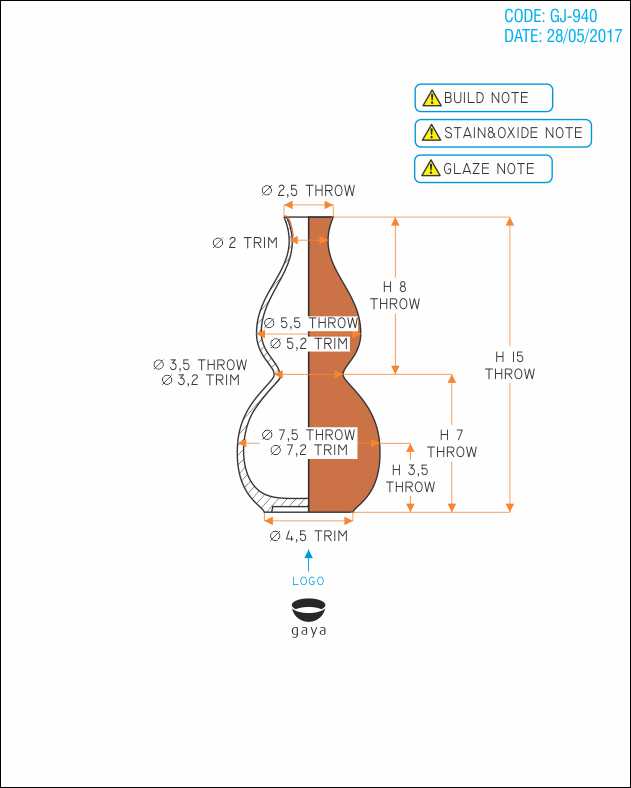 CODE: GJ-940
DATE: 28/05/2017
BUILD NOTE
STAIN&OXIDE NOTE
GLAZE NOTE
Ø 2,5 THROW
Ø 2 TRIM
H 8
THROW
Ø 5,5 THROW
Ø 5,2 TRIM
H 15
THROW
Ø 3,5 THROW
Ø 3,2 TRIM
Ø 7,5 THROW
Ø 7,2 TRIM
H 7
THROW
H 3,5
THROW
Ø 4,5 TRIM
LOGO
gaya